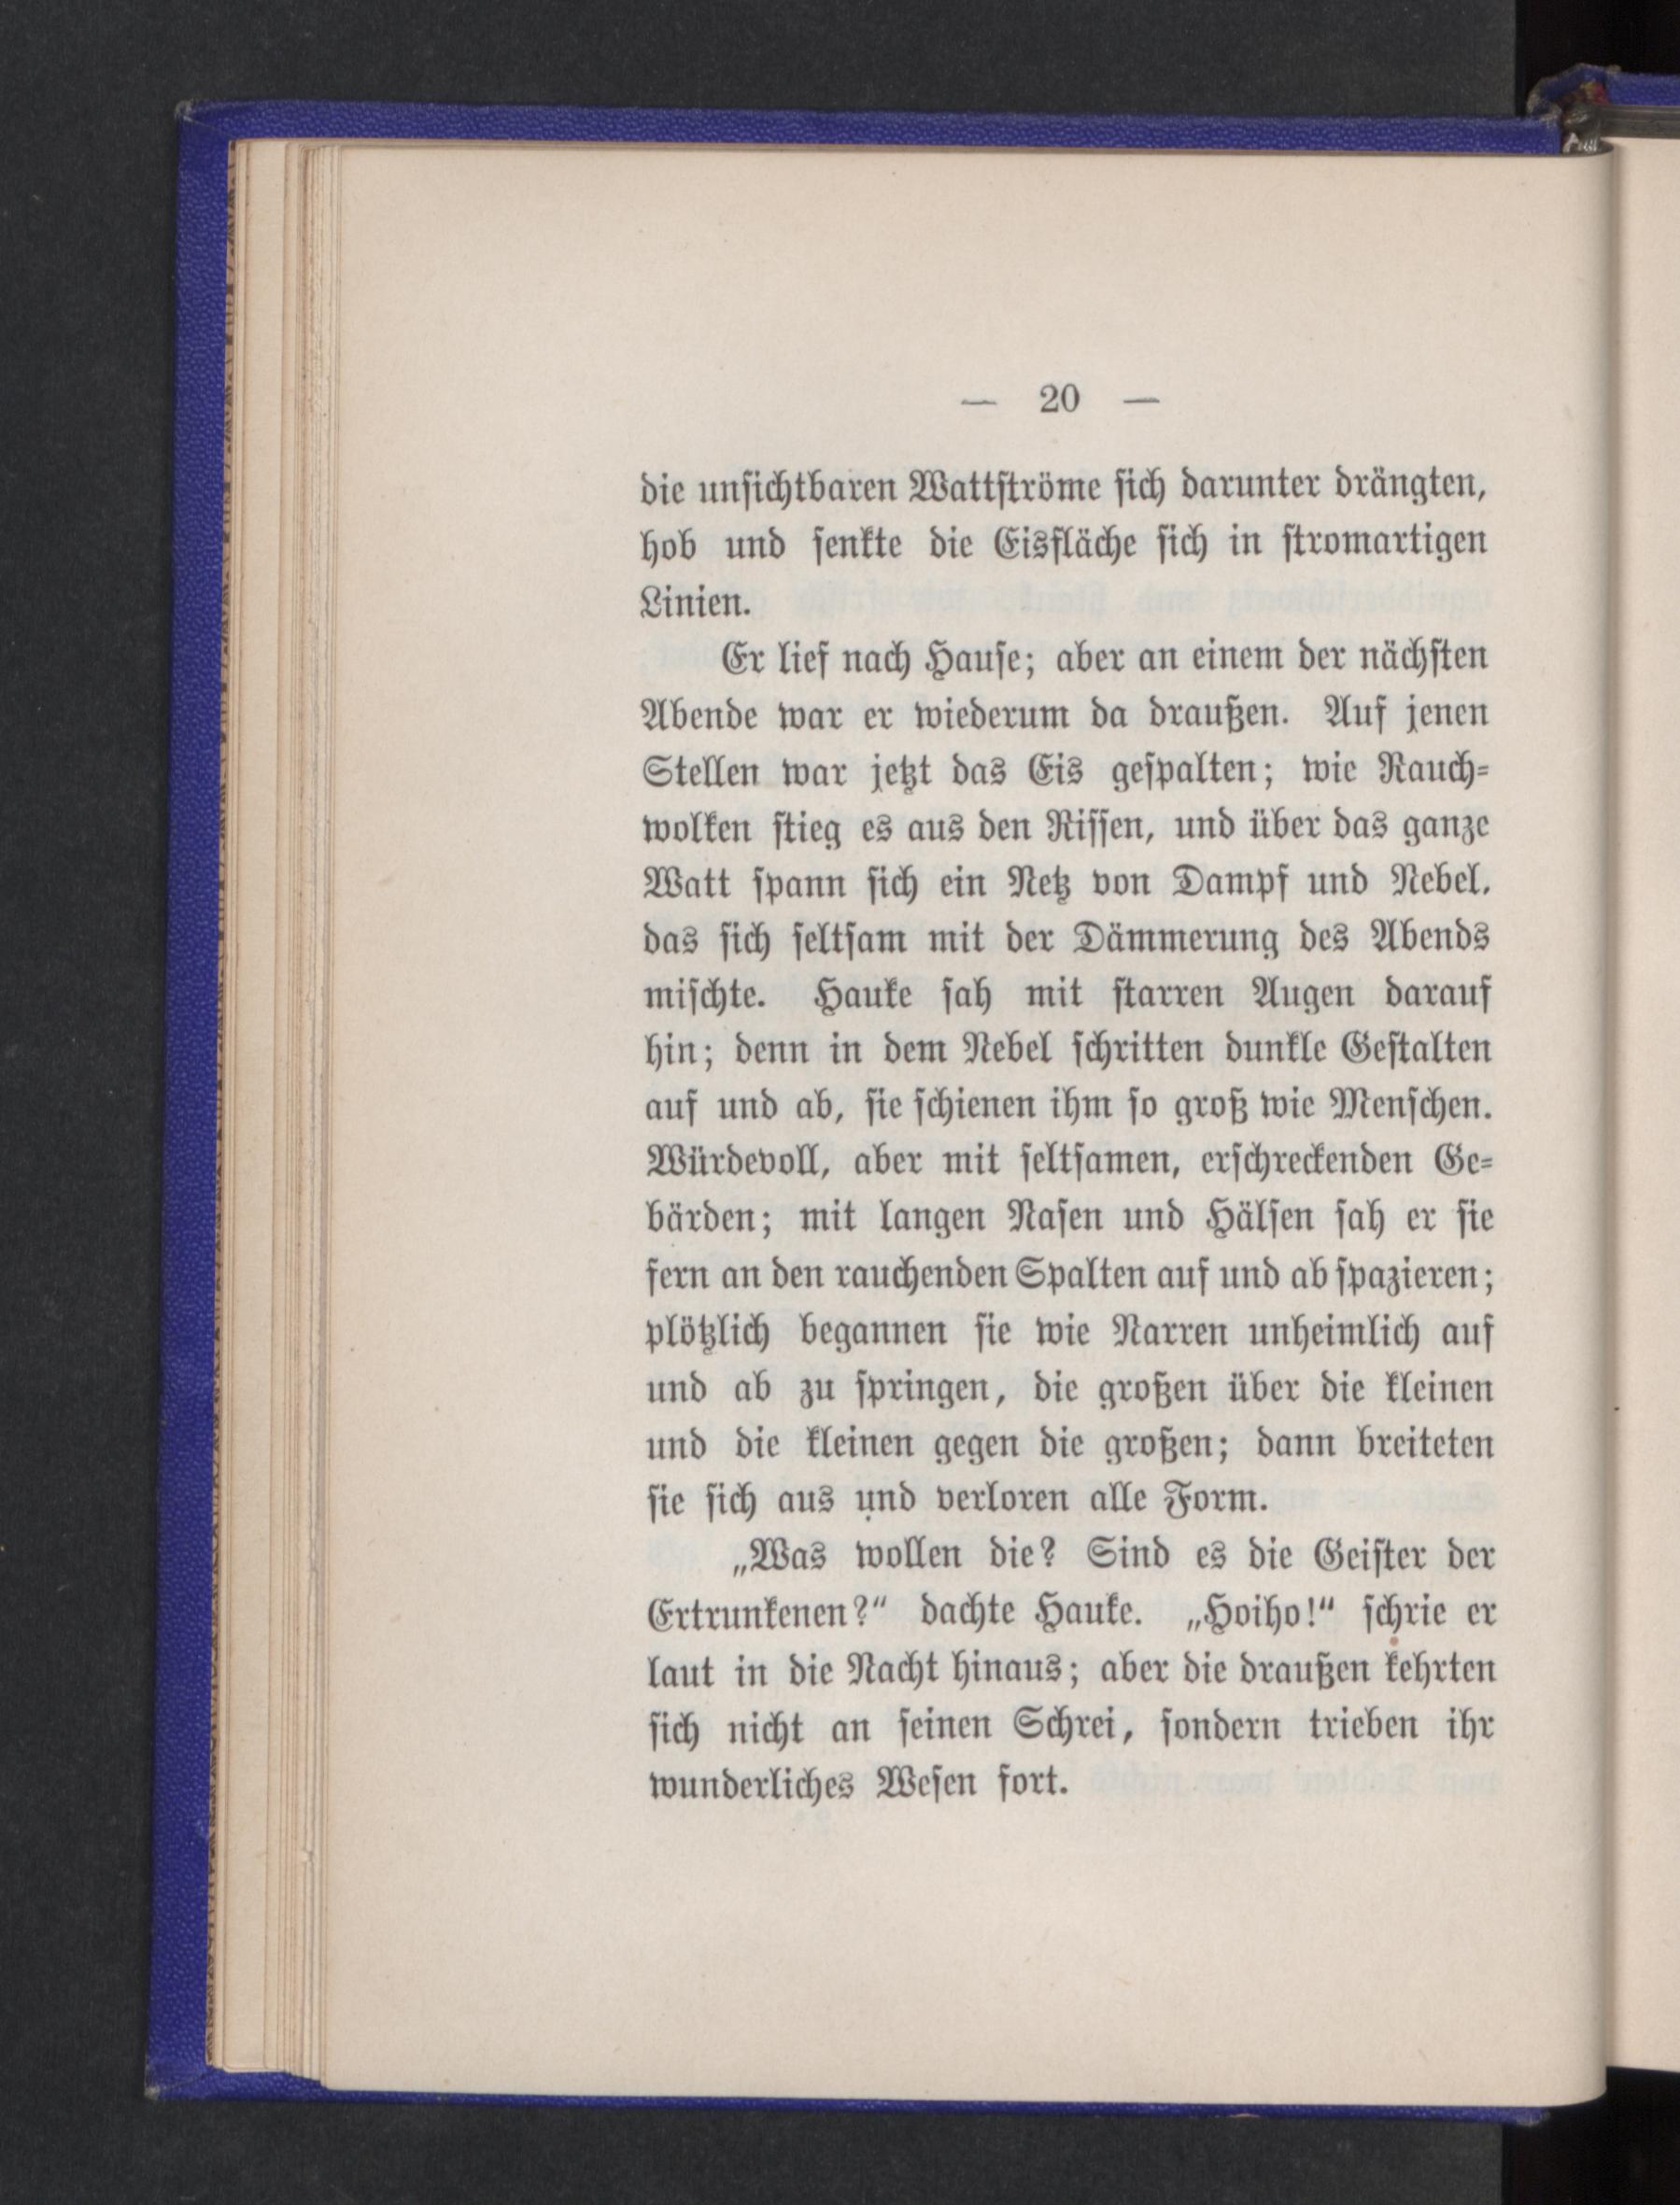 — 20 —
die unsichtbaren Wattströme sich darunter drängten,
hob und senkte die Eisfläche sich in stromartigen
Linien.
Er lief nach Hause; aber an einem der nächsten
Abende war er wiederum da draußen. Auf jenen
Stellen war jetzt das Eis gespalten; wie Rauch-
wolken stieg es aus den Rissen, und über das ganze
Watt spann sich ein Netz von Dampf und Nebel.
das sich seltsam mit der Dämmerung des Abends
mischte. Hauke sah mit starren Augen darauf
hin; denn in dem Nebel schritten dunkle Gestalten
auf und ab, sie schienen ihm so groß wie Menschen.
Würdevoll, aber mit seltsamen, erschreckenden Ge-
bärden; mit langen Nasen und Hälsen sah er sie
fern an den rauchenden Spalten auf und ab spazieren;
plötzlich begannen sie wie Narren unheimlich auf
und ab zu springen, die großen über die kleinen
und die kleinen gegen die großen; dann breiteten
sie sich aus und verloren alle Form.
„Was wollen die? Sind es die Geister der
Ertrunkenen?“ dachte Hauke. „Hoiho!“ schrie er
laut in die Nacht hinaus; aber die draußen kehrten
sich nicht an seinen Schrei, sondern trieben ihr
wunderliches Wesen fort.